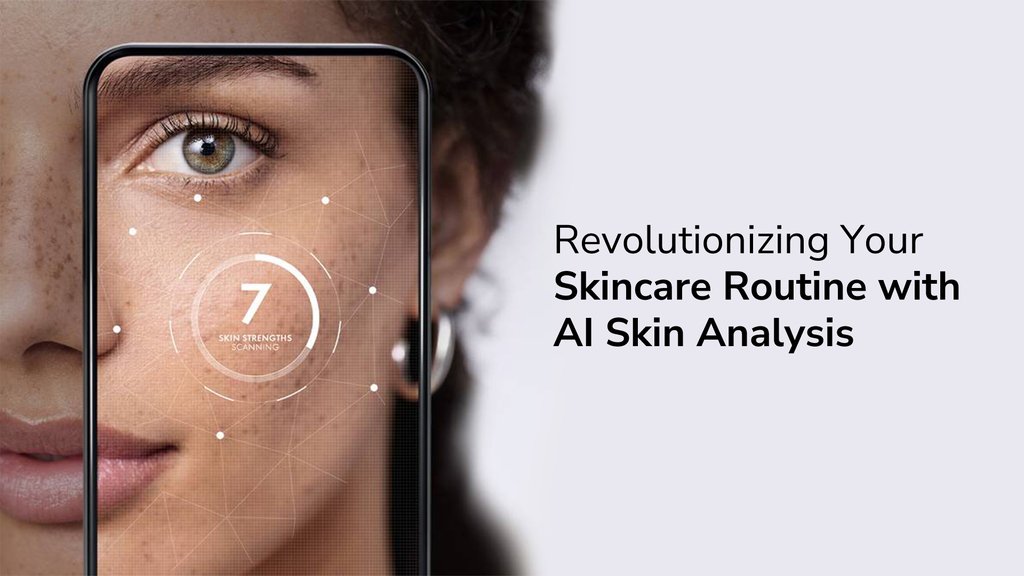 7
SKIN STRENGTHS
SCANNING
Revolutionizing Your
Skincare Routine with
AI Skin Analysis